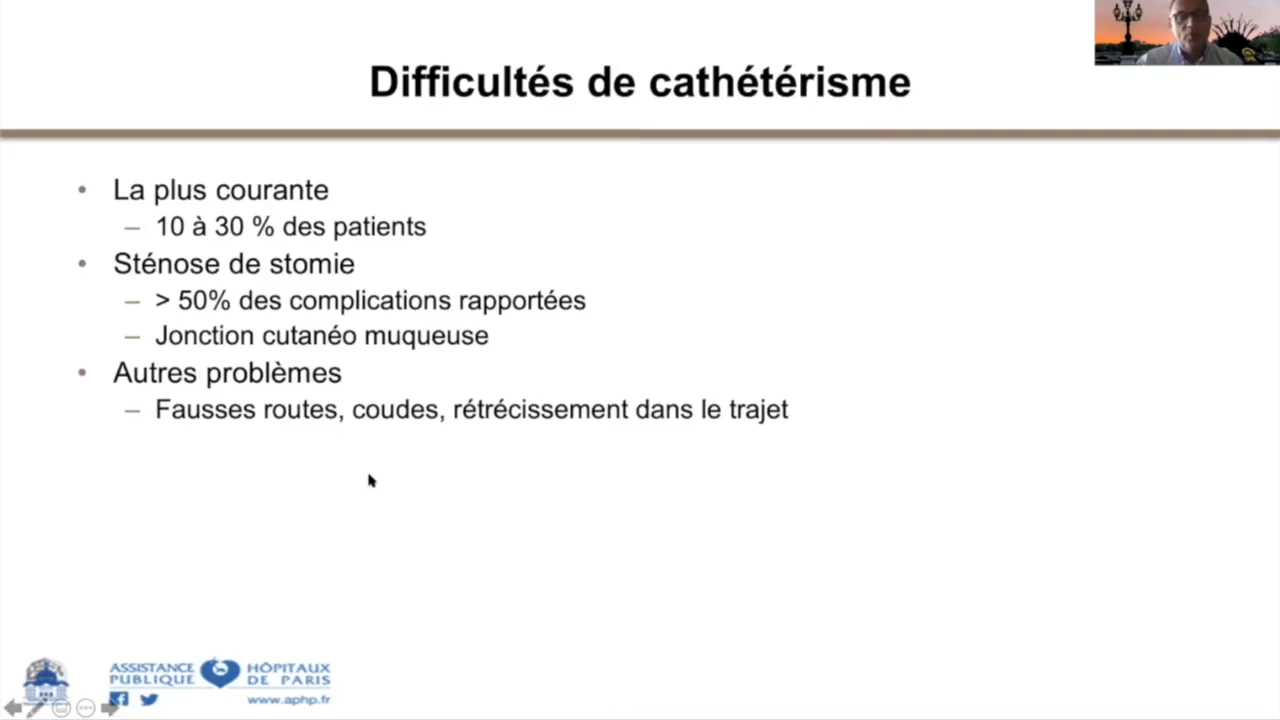 Difficultés de cathétérisme
• La plus courante
– 10 à 30 % des patients
• Sténose de stomie
– > 50% des complications rapportées
– Jonction cutanéo muqueuse
• Autres problèmes
– Fausses routes, coudes, rétrécissement dans le trajet
ASSISTANCE PUBLIQUE
HÔPITAUX DE PARIS
www.aphp.fr